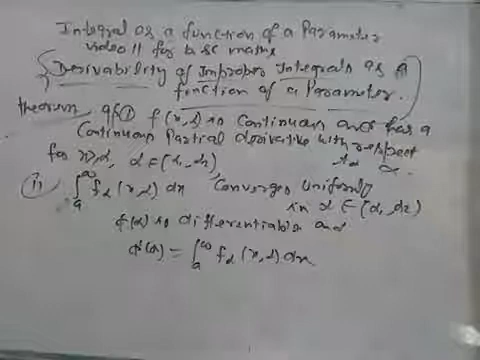 Integral as a function of a Parameter
video 11 for b sc maths
Derivability of Improper Integrals as a
function of a Parameter.
theorem. If ① f(x,α) is continuous and has a
Continuous Partial derivative with respect
to α
for x≥a, α ∈ (α₁, α₂)
ii) ∫ₐ^∞ f_α(x,α) dx Converges Uniformly
in α ∈ (α₁, α₂)
is differentiable and
φ'(α) = ∫ₐ^∞ f_α(x,α) dx